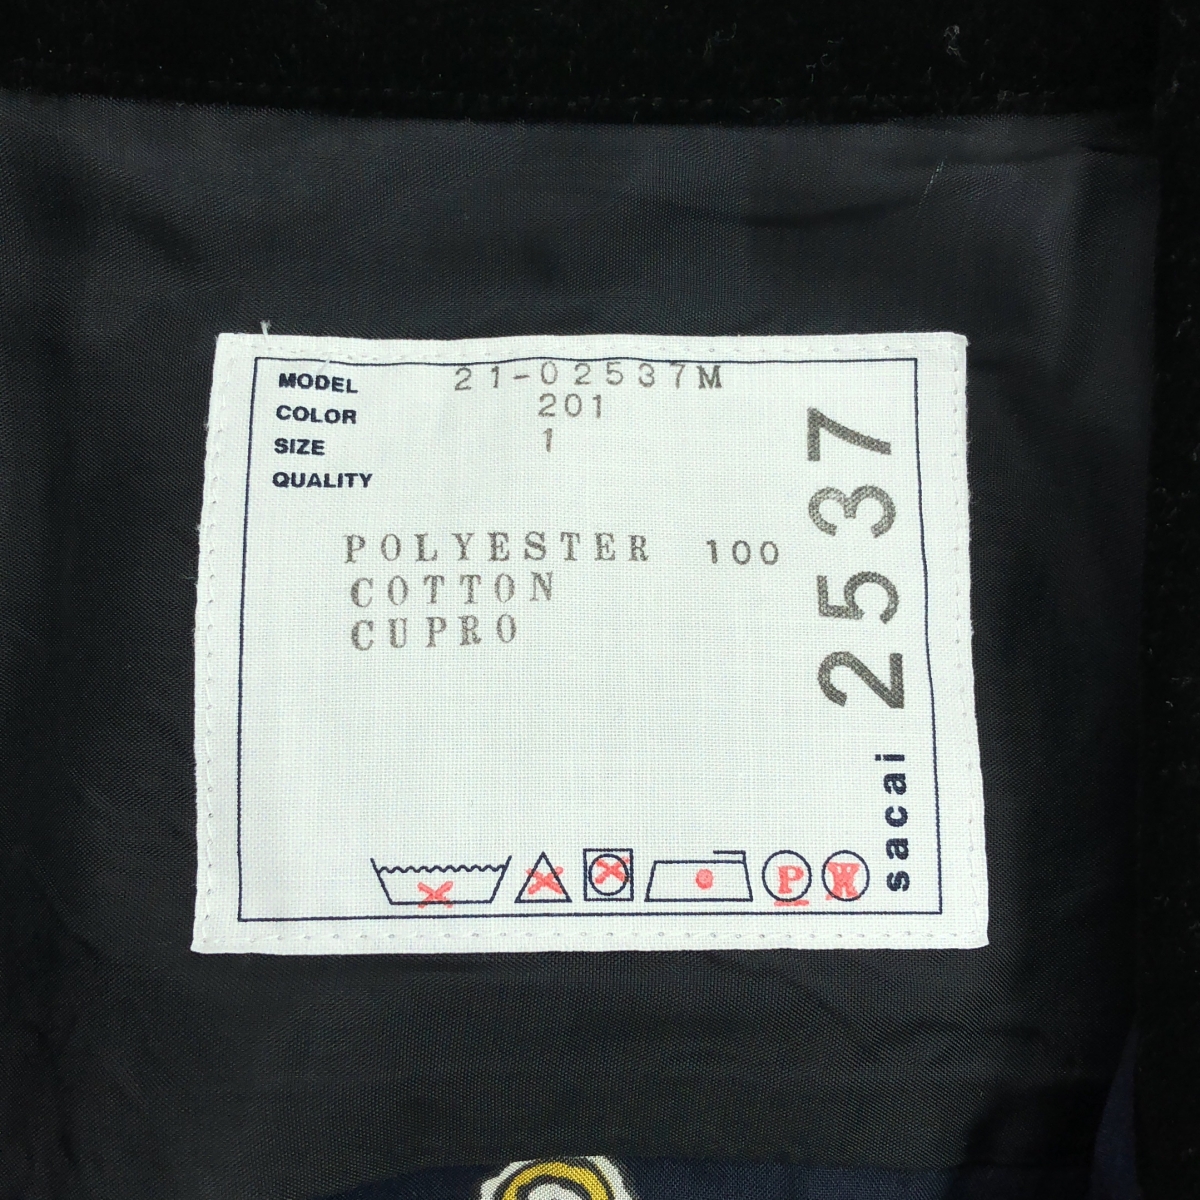 MODEL 21-02537M
COLOR 201
SIZE 1
QUALITY
POLYESTER 100
COTTON
CUPRO
P W
sacai 2537